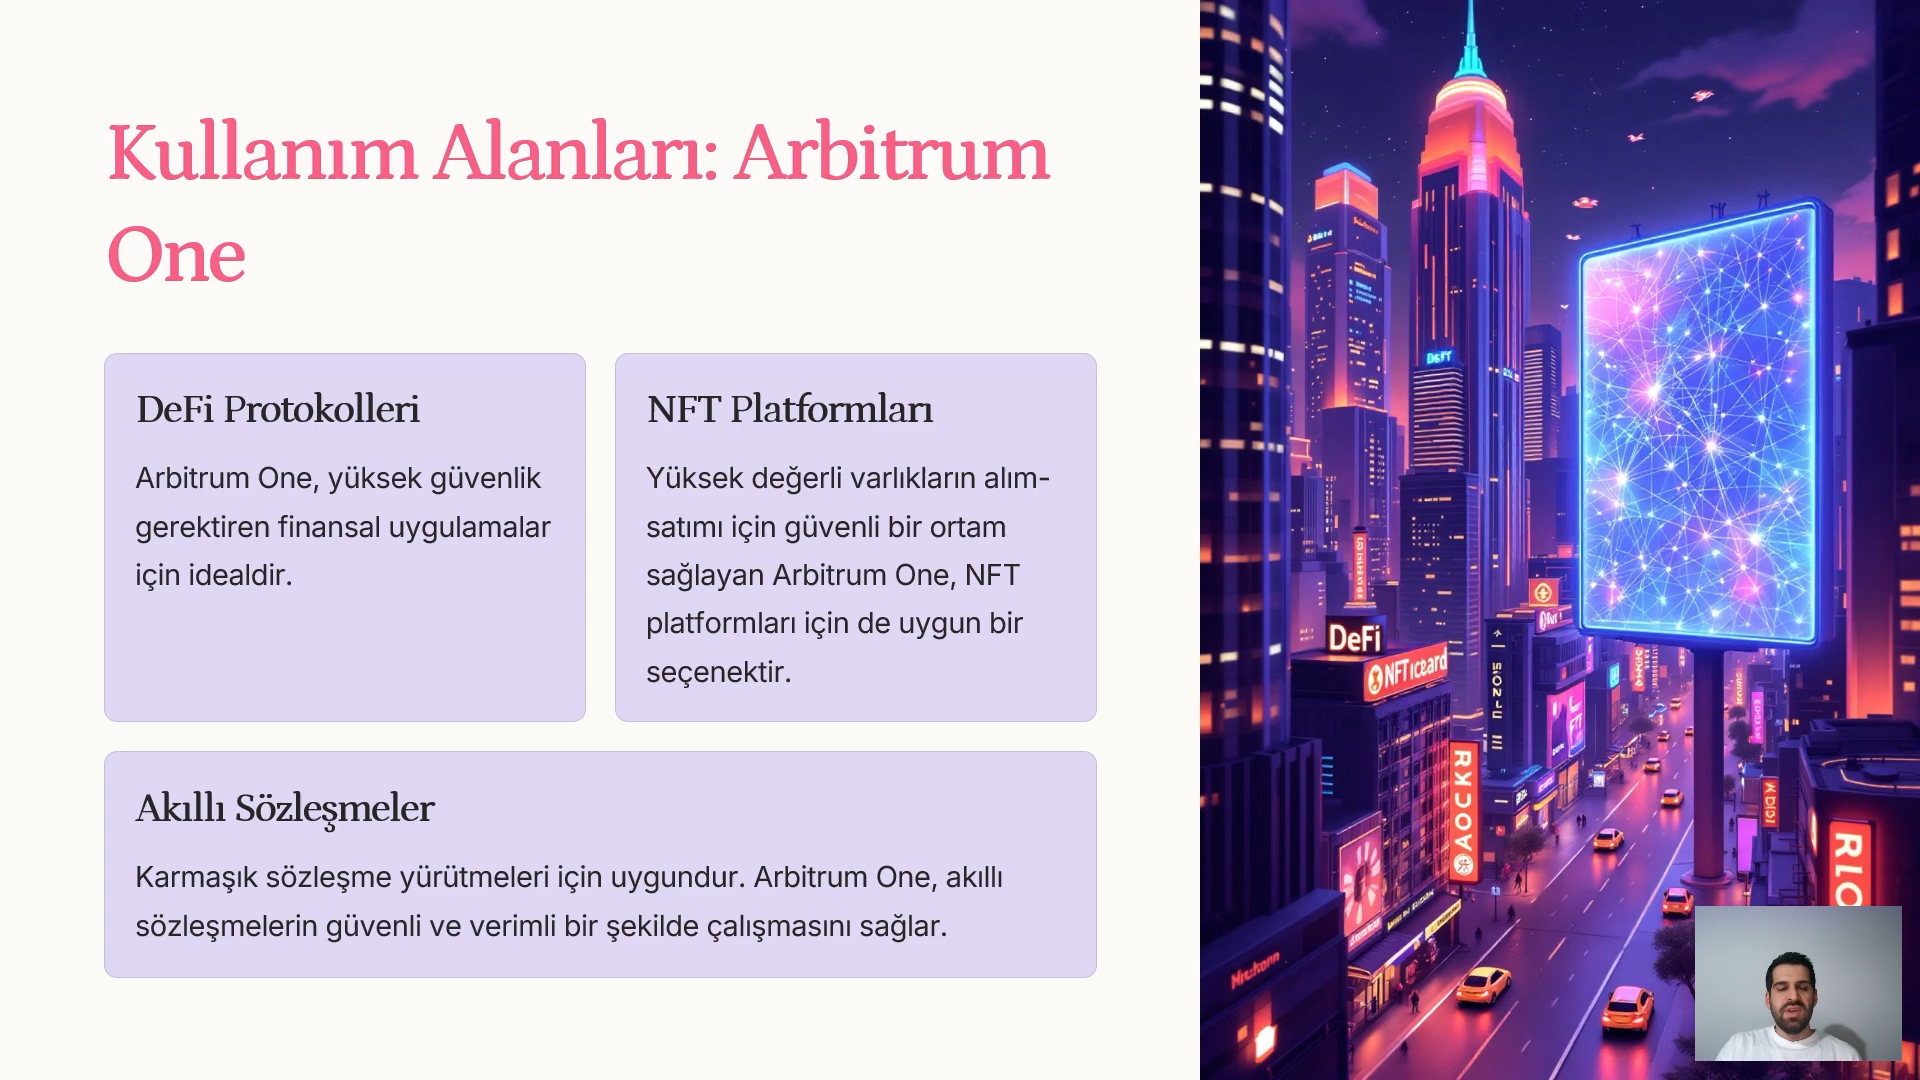 Kullanım Alanları: Arbitrum
One
DeFi Protokolleri
Arbitrum One, yüksek güvenlik
gerektiren finansal uygulamalar
için idealdir.
NFT Platformları
Yüksek değerli varlıkların alım-
satımı için güvenli bir ortam
sağlayan Arbitrum One, NFT
platformları için de uygun bir
seçenektir.
Akıllı Sözleşmeler
Karmaşık sözleşme yürütmeleri için uygundur. Arbitrum One, akıllı
sözleşmelerin güvenli ve verimli bir şekilde çalışmasını sağlar.
DeFi
NFT